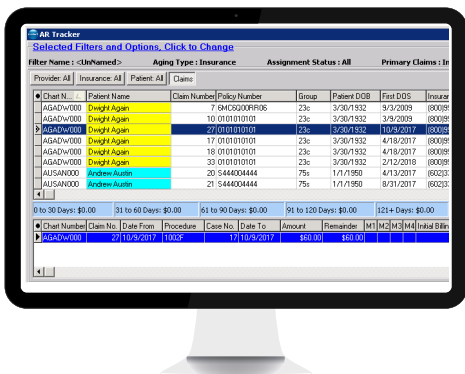 AR Tracker
Selected Filters and Options, Click to Change
Filter Name : <UnNamed> Aging Type : Insurance Assignment Status : All Primary Claims : In
Provider: All Insurance: All Patient: All Claims
Chart N... Patient Name Claim Number Policy Number Group Patient DOB First DOS Insurar
AGADW000 Dwight Again 7 6MC6Q00RR06 23c 3/30/1932 9/3/2009 (800)95
AGADW000 Dwight Again 10 0101010101 23c 3/30/1932 3/9/2009 (800)95
AGADW000 Dwight Again 27 0101010101 23c 3/30/1932 10/9/2017 (800)95
AGADW000 Dwight Again 17 0101010101 23c 3/30/1932 4/18/2017 (800)95
AGADW000 Dwight Again 18 0101010101 23c 3/30/1932 4/18/2017 (800)95
AGADW000 Dwight Again 33 0101010101 23c 3/30/1932 2/12/2018 (800)95
AUSAN000 Andrew Austin 20 S444004444 75s 1/1/1950 4/13/2017 (602)33
AUSAN000 Andrew Austin 21 S444004444 75s 1/1/1950 8/31/2017 (602)33
0 to 30 Days: $0.00 31 to 60 Days: $0.00 61 to 90 Days: $0.00 91 to 120 Days: $0.00 121+ Days: $0.00
Chart Number Claim No. Date From Procedure Case No. Date To Amount Remainder M1 M2 M3 M4 Initial Billin
AGADW000 27 10/9/2017 1002F 17 10/9/2017 $60.00 $60.00